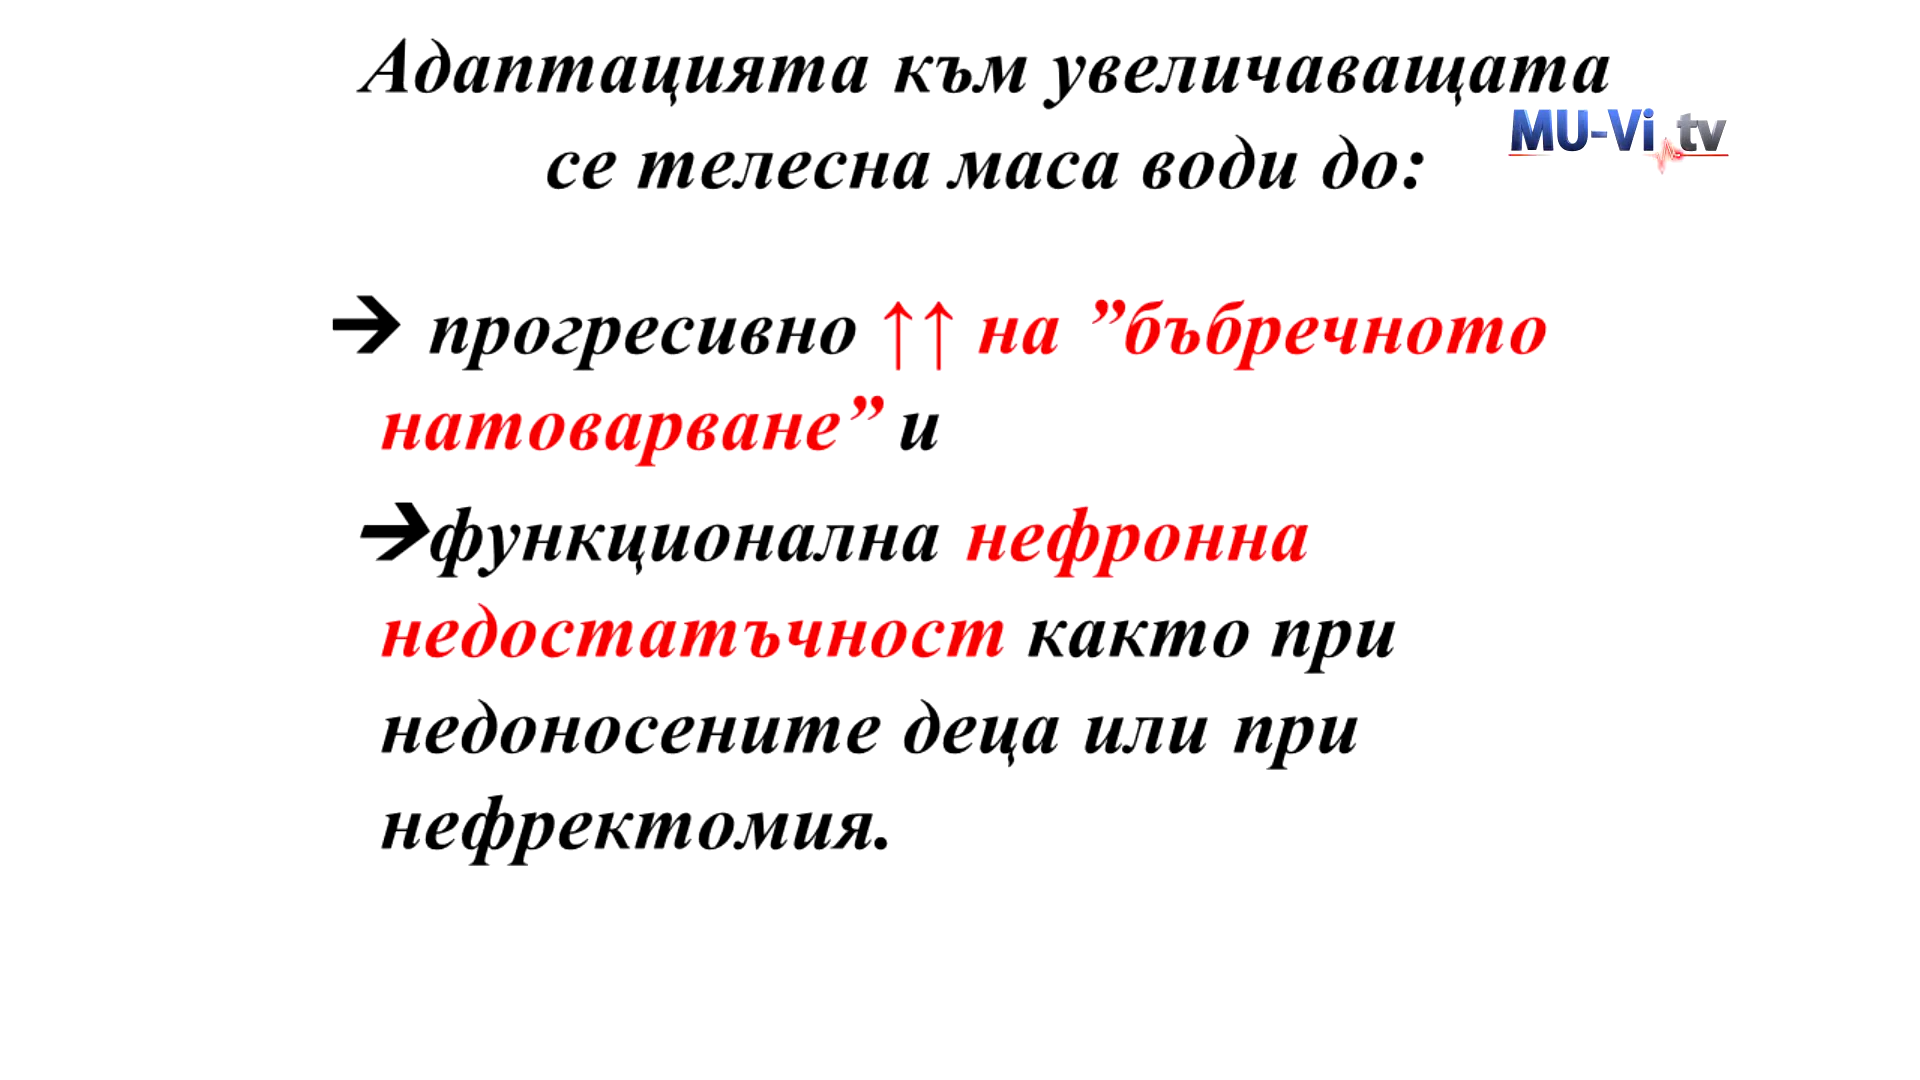 Адаптацията към увеличаващата
се телесна маса води до:
MU-Vi.tv
→ прогресивно ↑↑ на ”бъбречното
натоварване” и
→функционална нефронна
недостатъчност както при
недоносените деца или при
нефректомия.